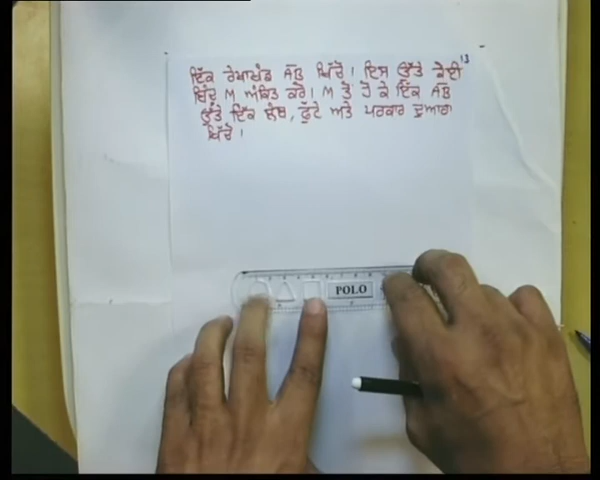 ਇੱਕ ਰੇਖਾਖੰਡ AB ਖਿੱਚੋ। ਇਸ ਉੱਤੇ ਕੋਈ
ਬਿੰਦੂ M ਅੰਕਿਤ ਕਰੋ। M ਤੋਂ ਹੋ ਕੇ ਇੱਕ AB
ਉੱਤੇ ਇੱਕ ਲੰਬ, ਫੁੱਟੇ ਅਤੇ ਪਰਕਾਰ ਦੁਆਰਾ
ਖਿੱਚੋ।
POLO